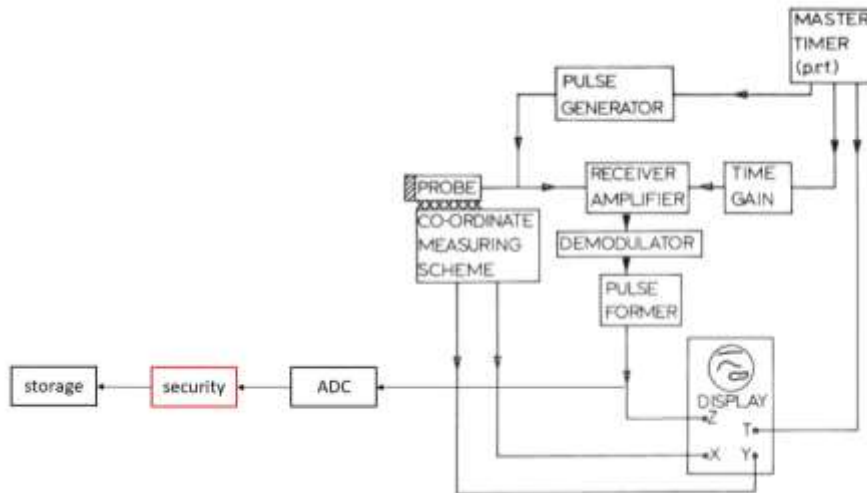 MASTER
TIMER
(p.r.f)
PULSE
GENERATOR
PROBE
RECEIVER
AMPLIFIER
TIME
GAIN
CO-ORDINATE
MEASURING
SCHEME
DEMODULATOR
PULSE
FORMER
storage
security
ADC
DISPLAY
Z
T
X
Y